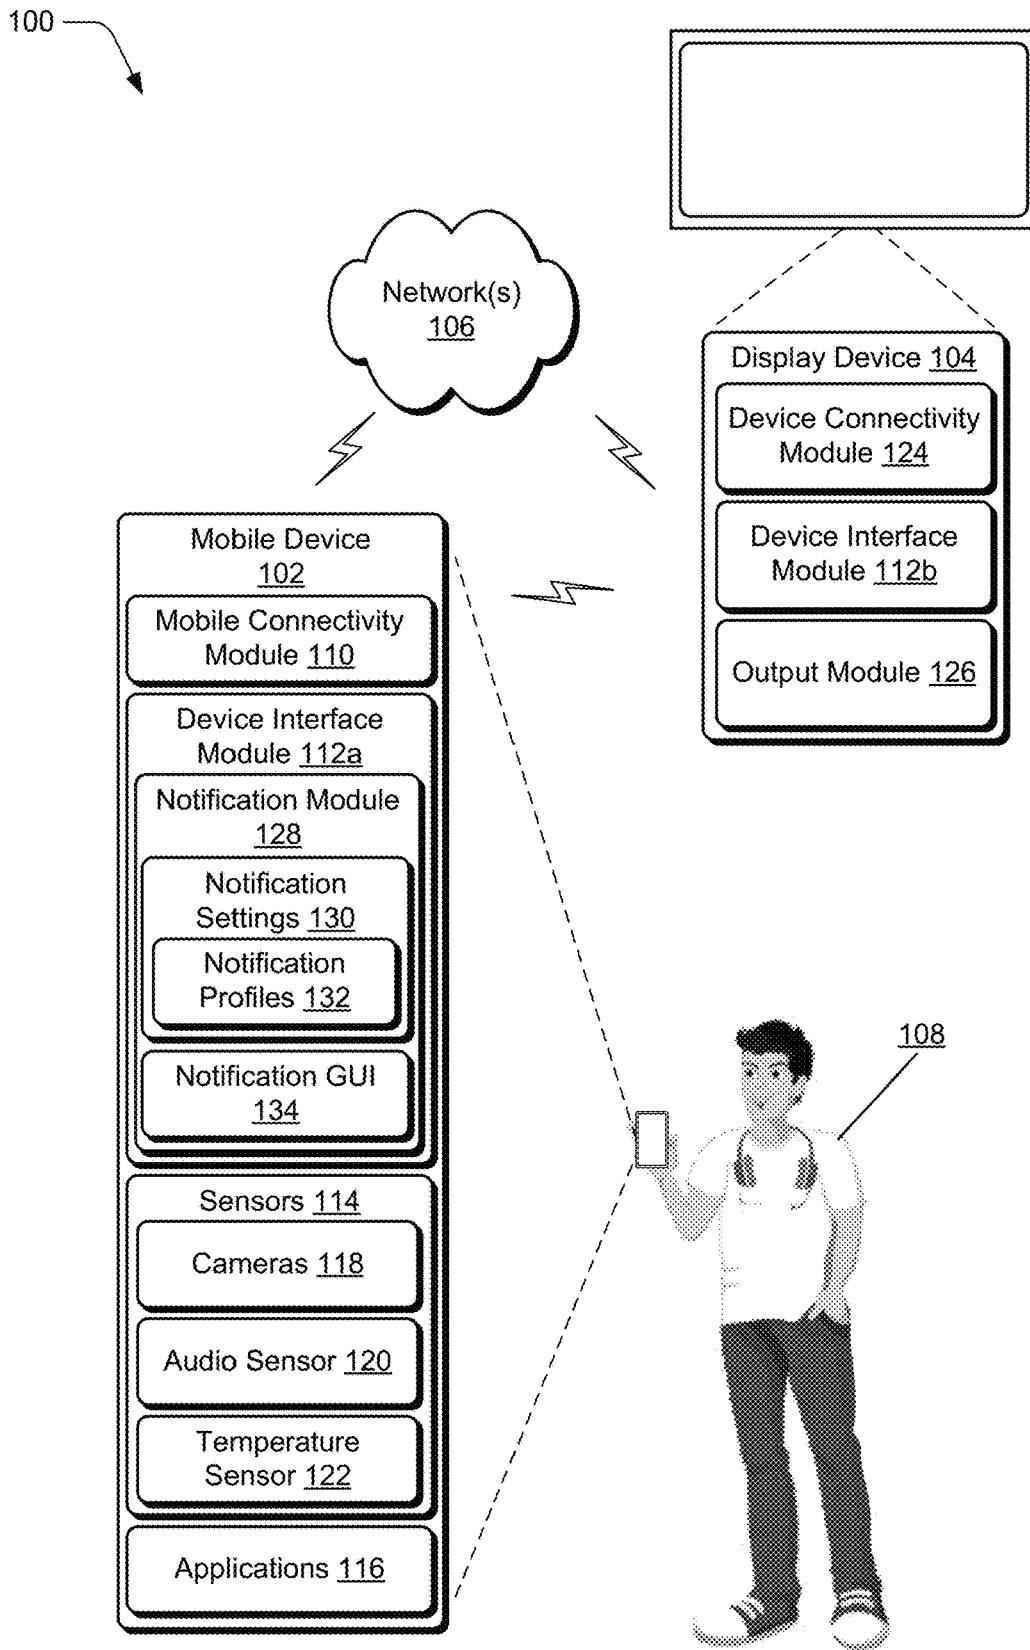 100
Network(s)
106
Display Device 104
Device Connectivity
Module 124
Device Interface
Module 112b
Output Module 126
Mobile Device
102
Mobile Connectivity
Module 110
Device Interface
Module 112a
Notification Module
128
Notification
Settings 130
Notification
Profiles 132
Notification GUI
134
Sensors 114
Cameras 118
Audio Sensor 120
Temperature
Sensor 122
Applications 116
108